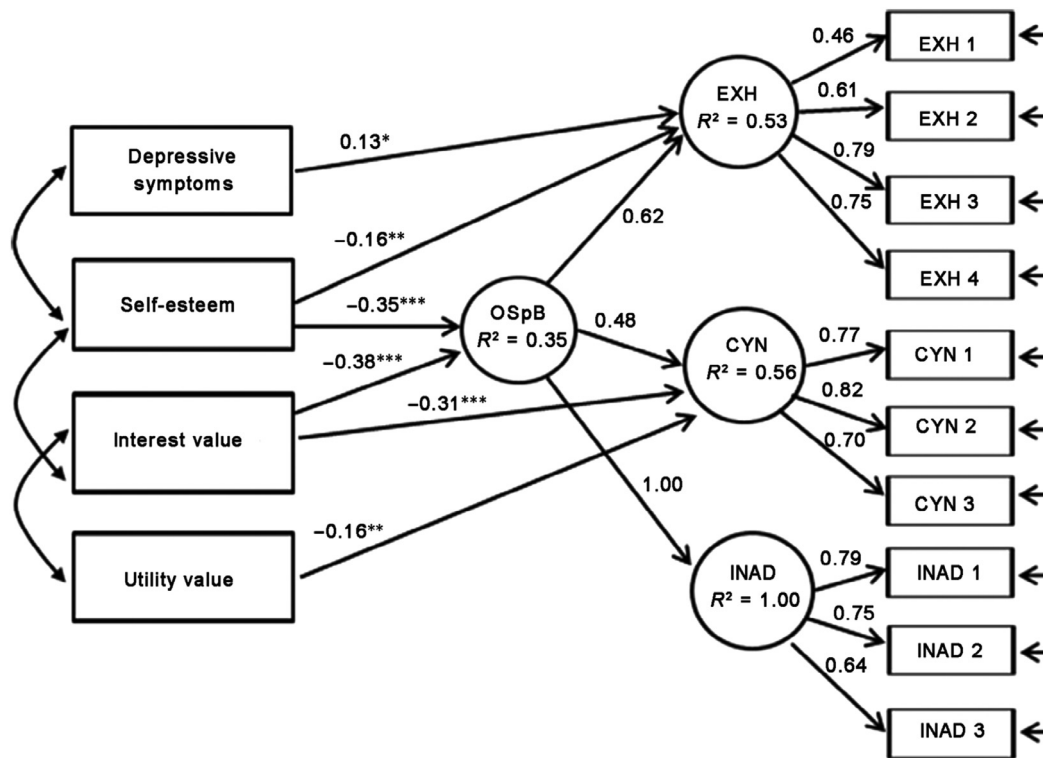 Depressive
symptoms
Self-esteem
Interest value
Utility value
0.13*
−0.16**
−0.35***
−0.38***
−0.31***
−0.16**
OSpB
R² = 0.35
0.62
0.48
1.00
EXH
R² = 0.53
CYN
R² = 0.56
INAD
R² = 1.00
0.46
0.61
0.79
0.75
0.77
0.82
0.70
0.79
0.75
0.64
EXH 1
EXH 2
EXH 3
EXH 4
CYN 1
CYN 2
CYN 3
INAD 1
INAD 2
INAD 3